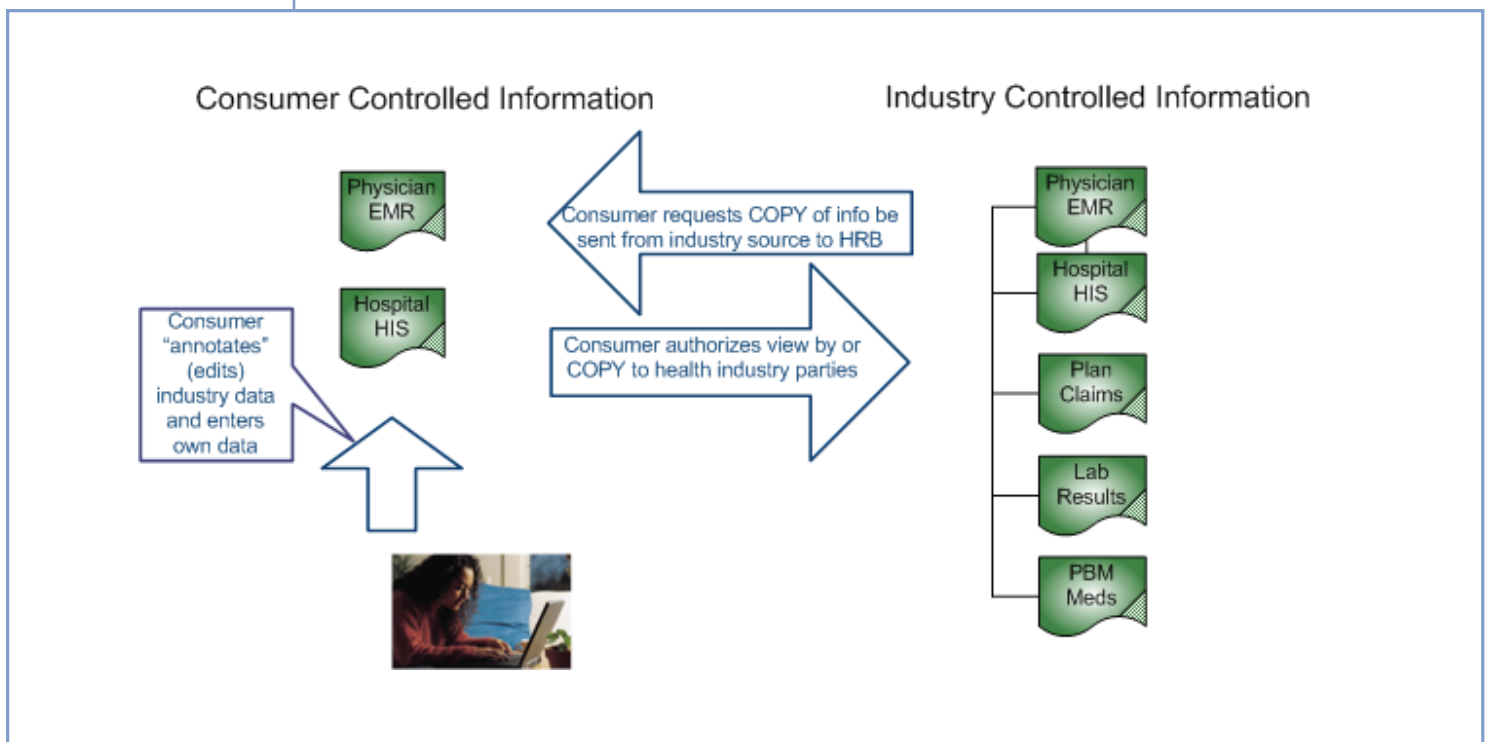 Consumer Controlled Information
Industry Controlled Information
Physician
EMR
Hospital
HIS
Consumer
“annotates”
(edits)
industry data
and enters
own data
Consumer requests COPY of info be
sent from industry source to HRB
Consumer authorizes view by or
COPY to health industry parties
Physician
EMR
Hospital
HIS
Plan
Claims
Lab
Results
PBM
Meds